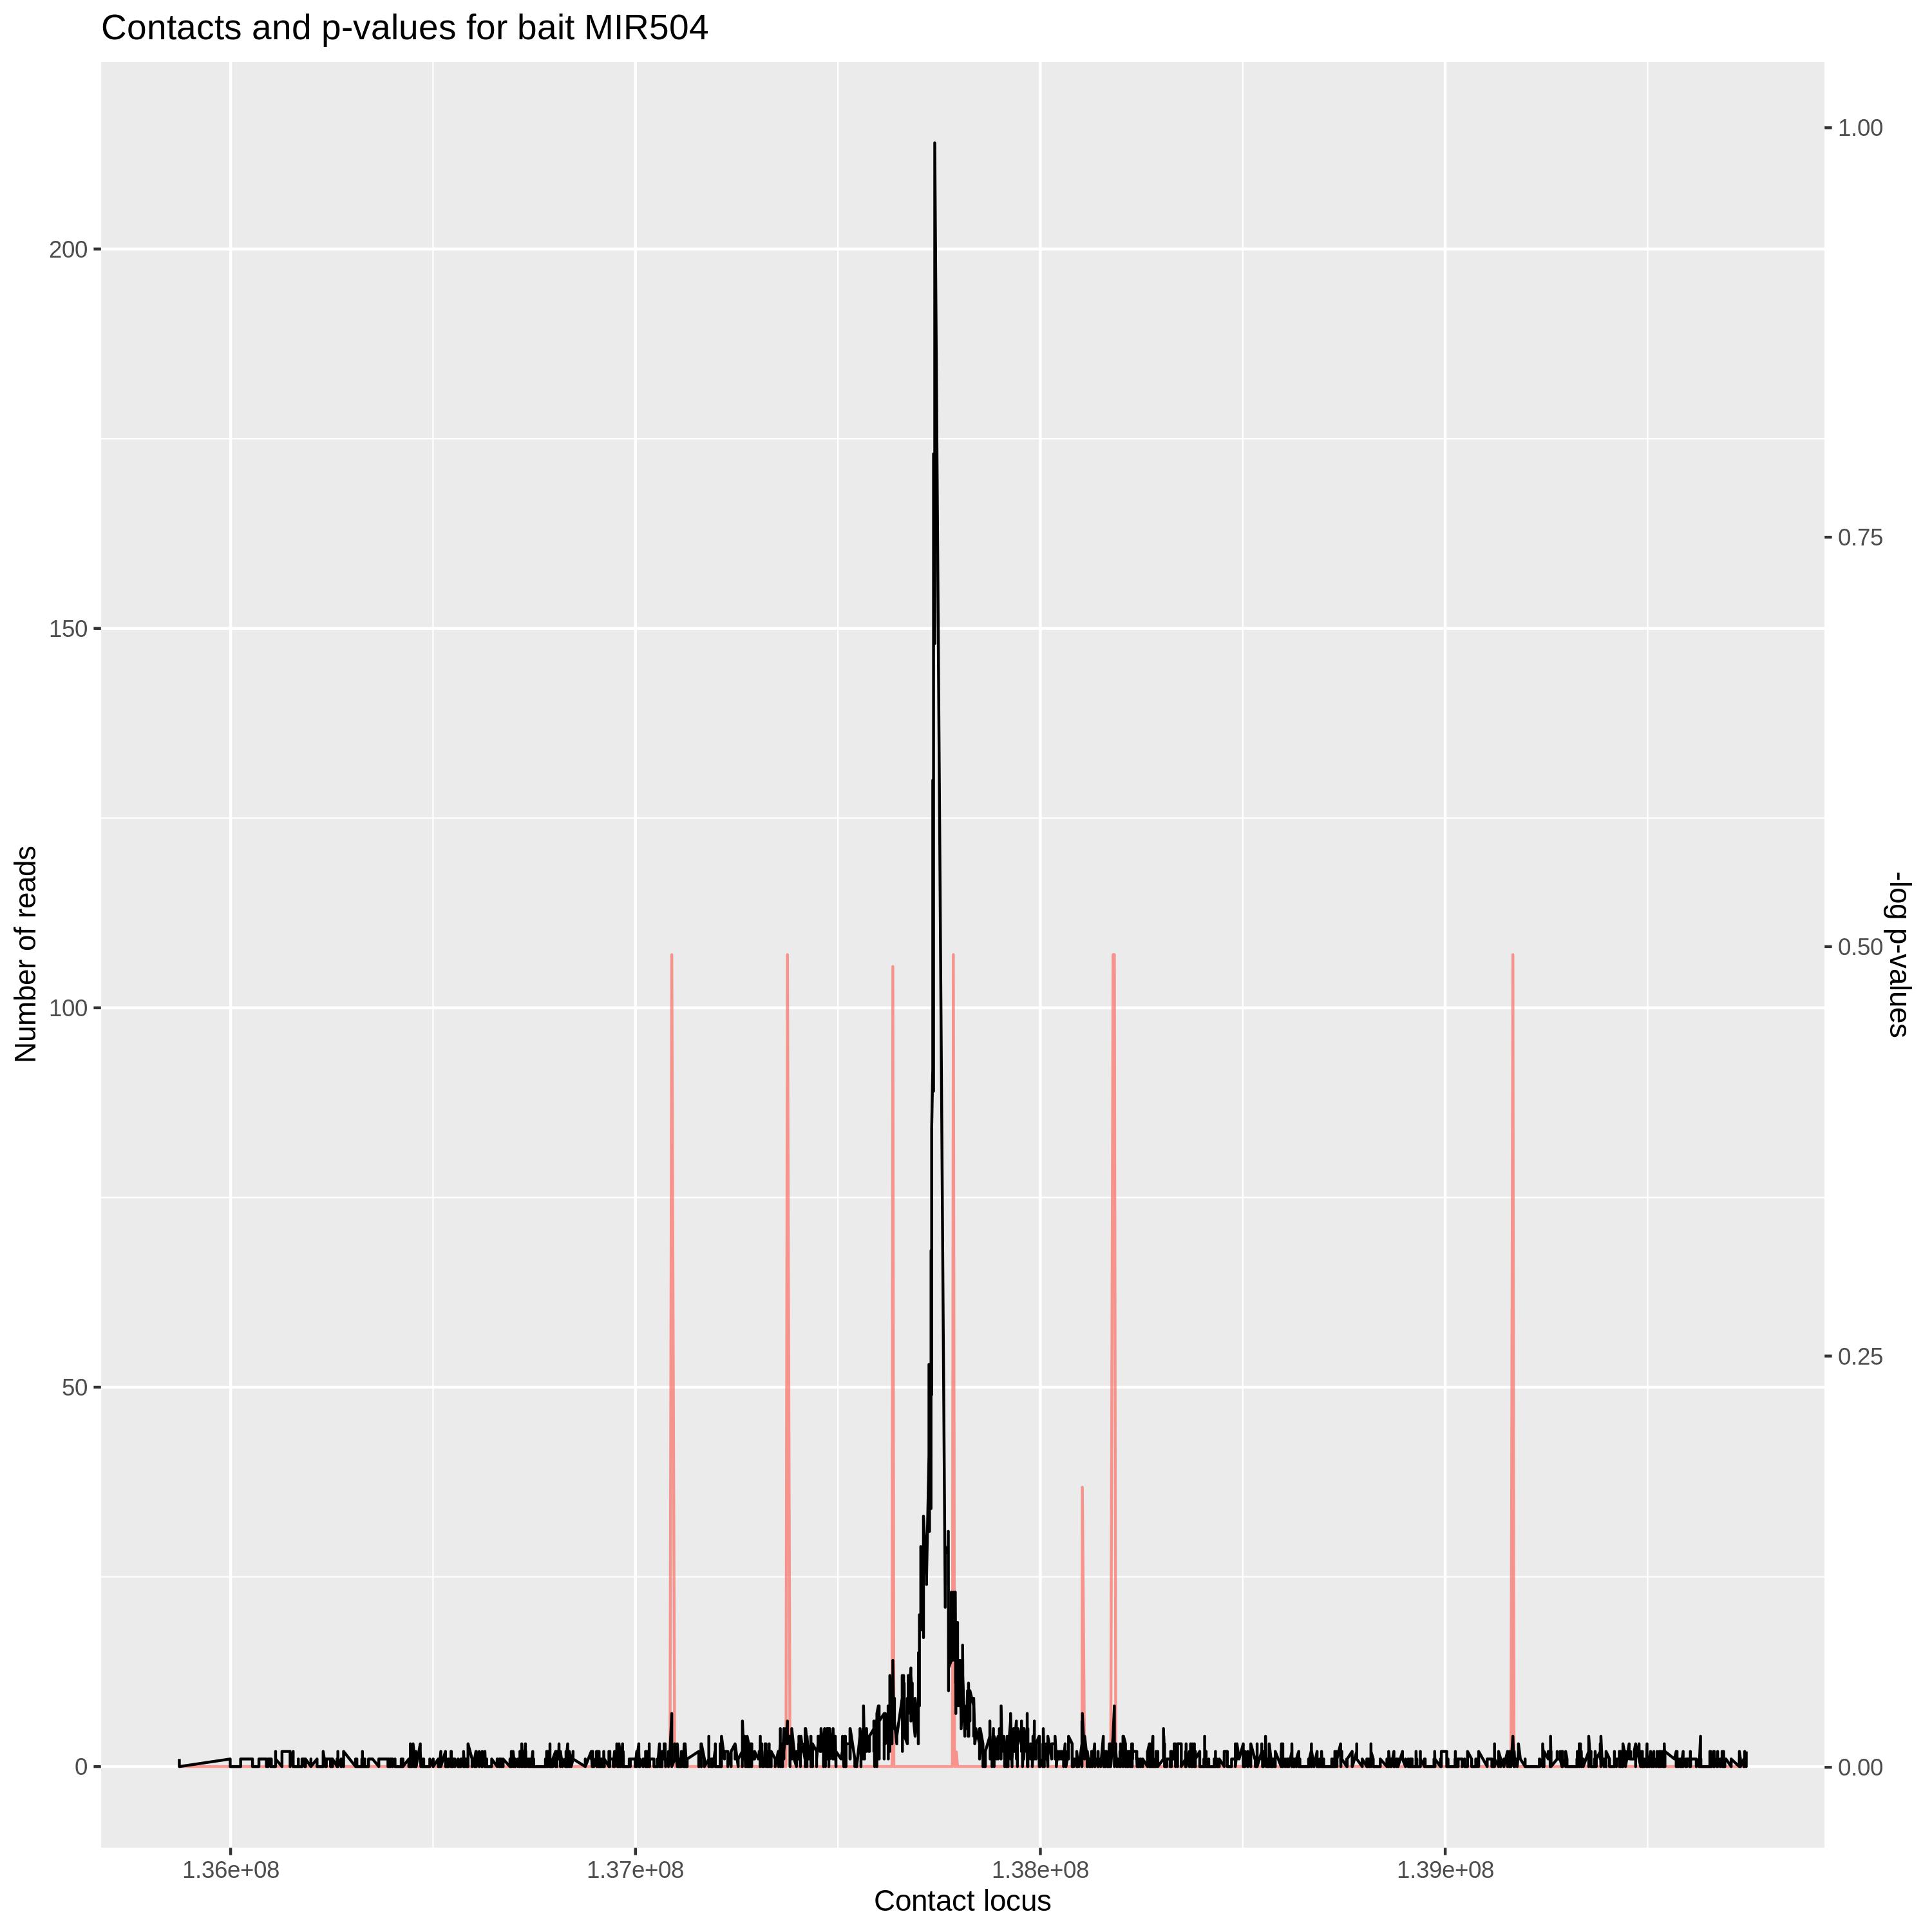 Contacts and p-values for bait MIR504
Number of reads
200
150
100
50
0
1.00
0.75
0.50
0.25
0.00
-log p-values
1.36e+08
1.37e+08
1.38e+08
1.39e+08
Contact locus